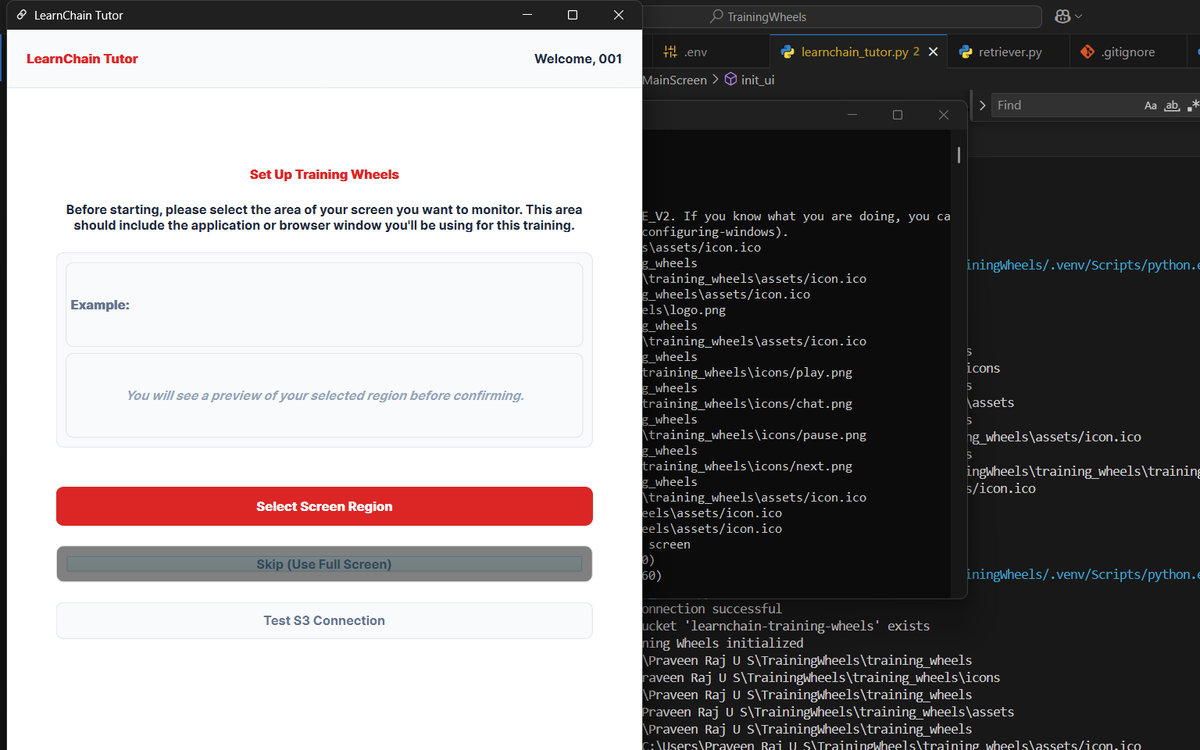 LearnChain Tutor
LearnChain Tutor
Welcome, 001
Set Up Training Wheels
Before starting, please select the area of your screen you want to monitor. This area
should include the application or browser window you'll be using for this training.
Example:
You will see a preview of your selected region before confirming.
Select Screen Region
Skip (Use Full Screen)
Test S3 Connection
TrainingWheels
.env
learnchain_tutor.py 2
retriever.py
.gitignore
MainScreen > init_ui
Find
Aa ab
E_V2. If you know what you are doing, you ca
configuring-windows).
s\assets/icon.ico
g_wheels
\training_wheels\assets/icon.ico
g_wheels\assets/icon.ico
els\logo.png
g_wheels
\training_wheels\assets/icon.ico
g_wheels
training_wheels\icons/play.png
g_wheels
training_wheels\icons/chat.png
g_wheels
\training_wheels\icons/pause.png
g_wheels
training_wheels\icons/next.png
g_wheels
\training_wheels\assets/icon.ico
eels\assets/icon.ico
eels\assets/icon.ico
screen
0)
60)
iningWheels/.venv/Scripts/python.e
s
icons
s
\assets
s
ng_wheels\assets/icon.ico
s
ingWheels\training_wheels\training
s/icon.ico
iningWheels/.venv/Scripts/python.e
onnection successful
ucket 'learnchain-training-wheels' exists
ning Wheels initialized
\Praveen Raj U S\TrainingWheels\training_wheels
raveen Raj U S\TrainingWheels\training_wheels\icons
\Praveen Raj U S\TrainingWheels\training_wheels
Praveen Raj U S\TrainingWheels\training_wheels\assets
\Praveen Raj U S\TrainingWheels\training_wheels
C:\Users\Praveen Raj U S\TrainingWheels\training_wheels\assets/icon.ico